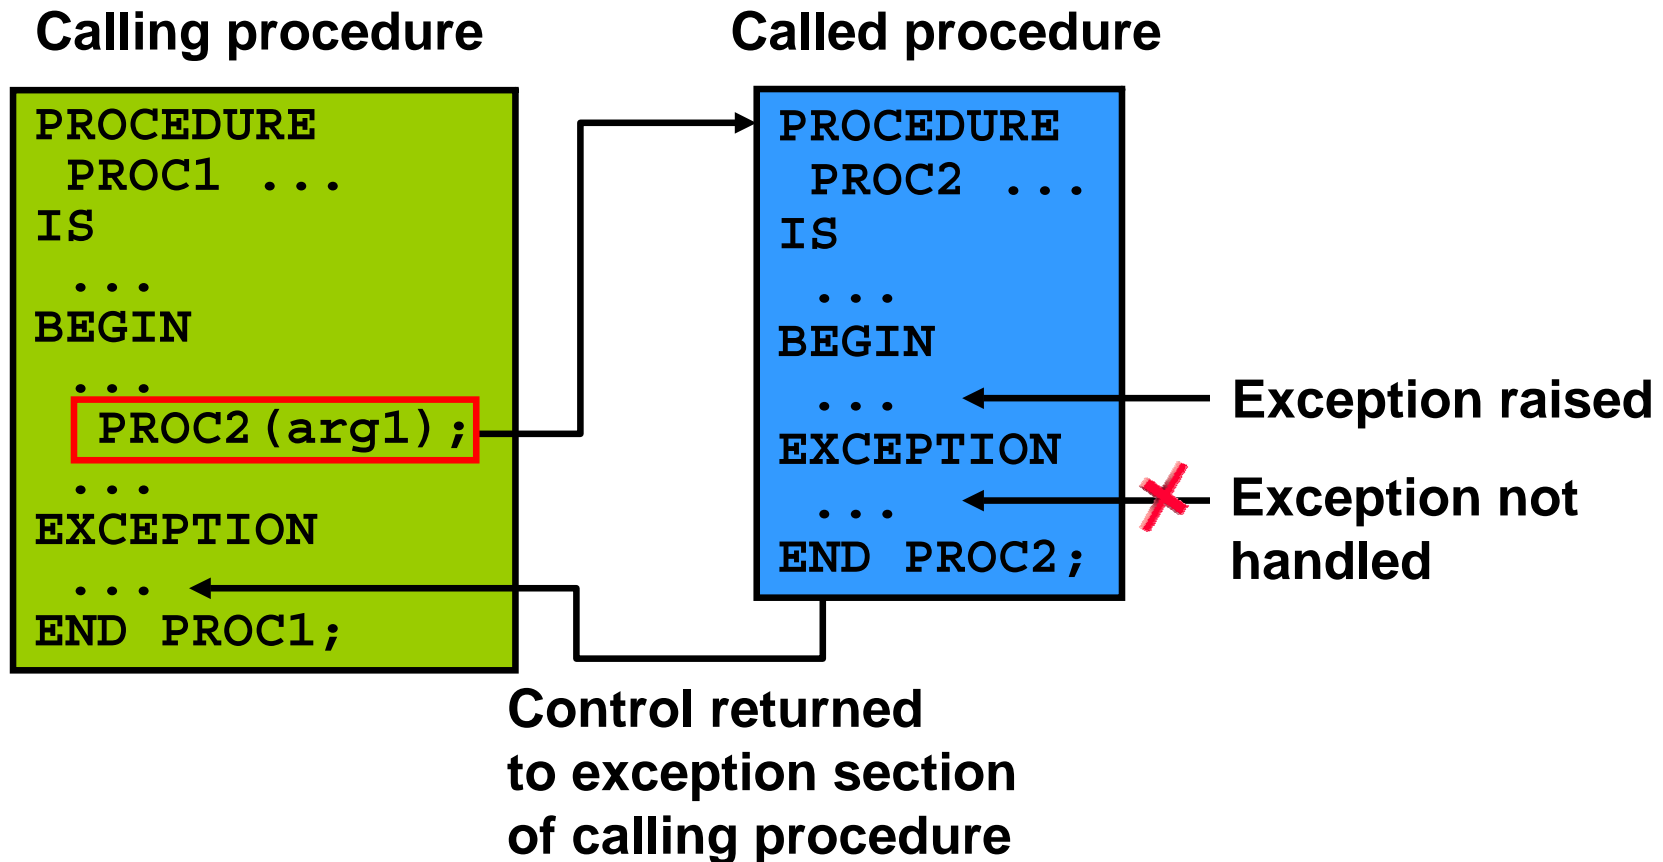 Calling procedure
PROCEDURE
PROC1 ...
IS
...
BEGIN
...
PROC2(arg1);
...
EXCEPTION
...
END PROC1;
Called procedure
PROCEDURE
PROC2 ...
IS
...
BEGIN
...
EXCEPTION
...
END PROC2;
Exception raised
Exception not
handled
Control returned
to exception section
of calling procedure